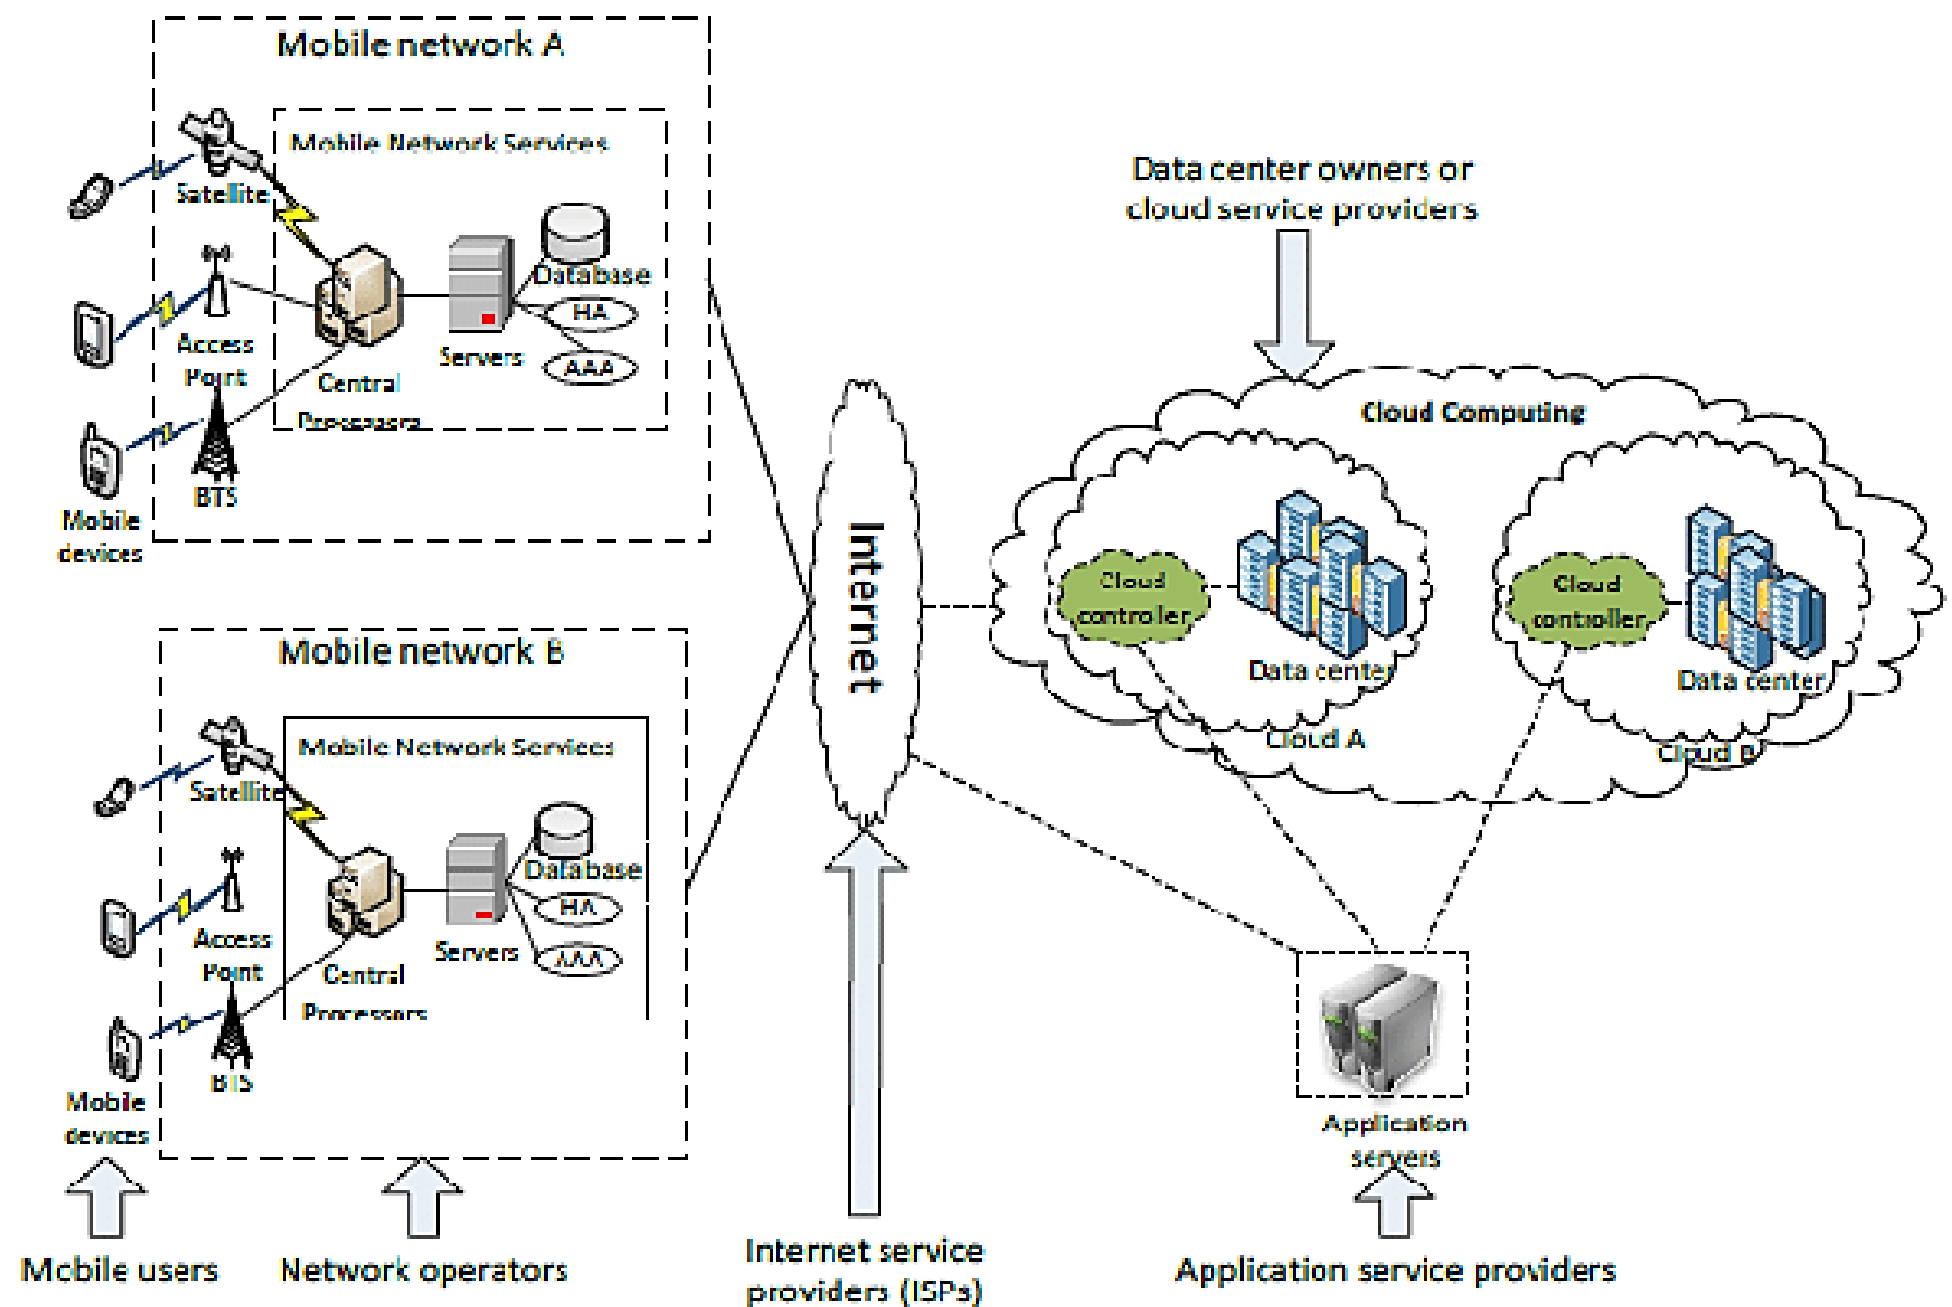 Mobile network A
Mobile Network Services
Satellite
Database
HA
AAA
Access
Point
Servers
Central
Processors
BTS
Mobile
devices
Mobile network B
Mobile Network Services
Satellite
Database
HA
AAA
Access
Point
Servers
Central
Processors
BTS
Mobile
devices
Mobile users
Network operators
Internet
Internet service
providers (ISPs)
Data center owners or
cloud service providers
Cloud Computing
Cloud
controller
Data center
Cloud A
Cloud
controller
Data center
Cloud B
Application
servers
Application service providers